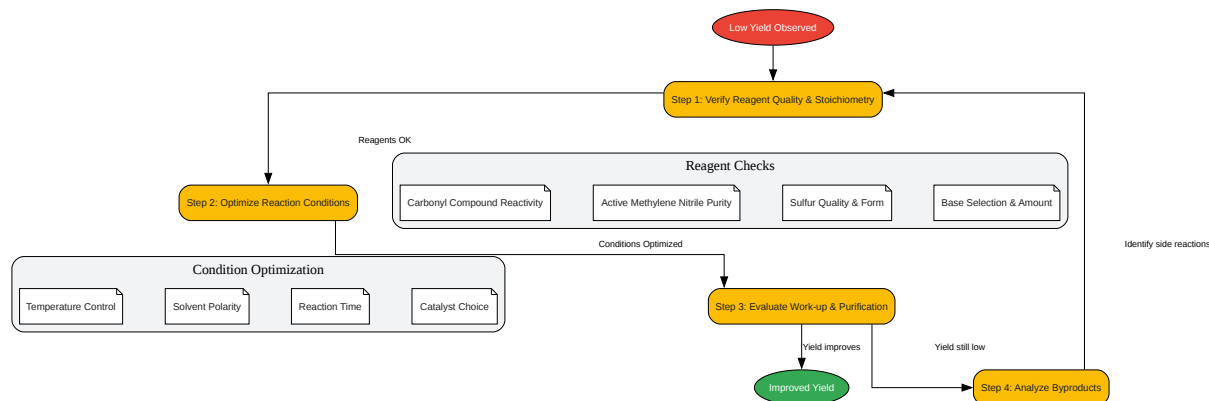 Low Yield Observed
Step 1: Verify Reagent Quality & Stoichiometry
Reagents OK
Reagent Checks
Carbonyl Compound Reactivity
Active Methylene Nitrile Purity
Sulfur Quality & Form
Base Selection & Amount
Step 2: Optimize Reaction Conditions
Conditions Optimized
Identify side reactions
Condition Optimization
Temperature Control
Solvent Polarity
Reaction Time
Catalyst Choice
Step 3: Evaluate Work-up & Purification
Yield improves
Yield still low
Improved Yield
Step 4: Analyze Byproducts